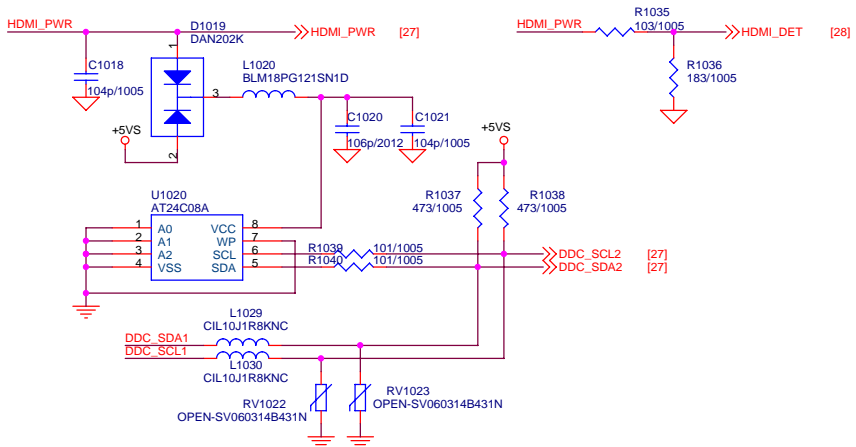 HDMI_PWR
D1019
DAN202K
HDMI_PWR [27]
HDMI_PWR
R1035
103/1005
HDMI_DET [28]
C1018
104p/1005
1
3
2
L1020
BLM18PG121SN1D
R1036
183/1005
+5VS
C1020
106p/2012
C1021
104p/1005
+5VS
U1020
AT24C08A
R1037
473/1005
R1038
473/1005
1 A0 VCC 8
2 A1 WP 7
3 A2 SCL 6
4 VSS SDA 5
R1039 101/1005
R1040 101/1005
DDC_SCL2 [27]
DDC_SDA2 [27]
L1029
CIL10J1R8KNC
DDC_SDA1
DDC_SCL1
L1030
CIL10J1R8KNC
RV1022
OPEN-SV060314B431N
RV1023
OPEN-SV060314B431N